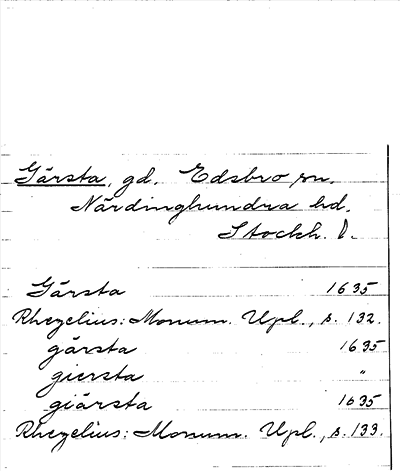 Gärsta, gd. Edsbro sn.
Närdinghundra hd.
Stockh. l.
Gärsta 1635
Rhezelius: Monum. Upl., s. 132.
gärsta 1635
giersta "
giärsta 1635
Rhezelius: Monum. Upl., s. 133.